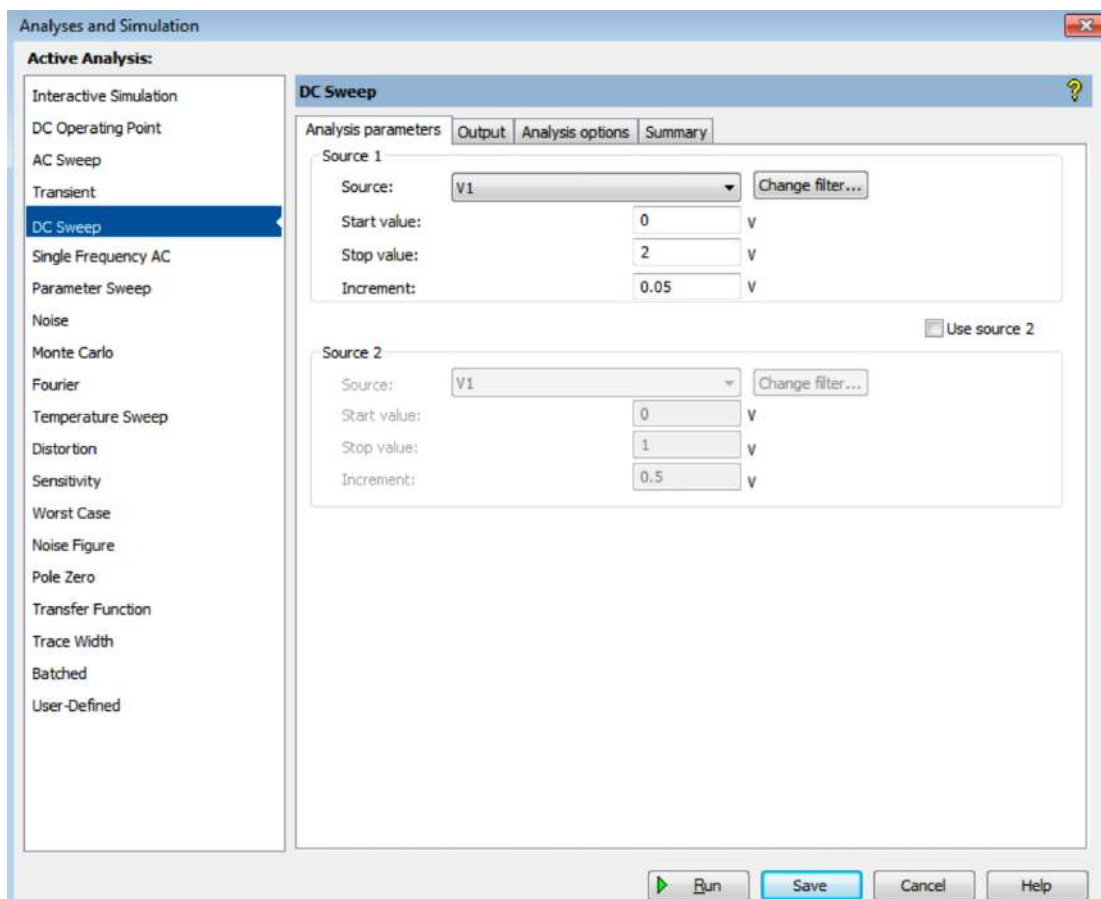 Analyses and Simulation
Active Analysis:
Interactive Simulation
DC Operating Point
AC Sweep
Transient
DC Sweep
Single Frequency AC
Parameter Sweep
Noise
Monte Carlo
Fourier
Temperature Sweep
Distortion
Sensitivity
Worst Case
Noise Figure
Pole Zero
Transfer Function
Trace Width
Batched
User-Defined
DC Sweep ?
Analysis parameters Output Analysis options Summary
Source 1
Source: V1 Change filter...
Start value: 0 V
Stop value: 2 V
Increment: 0.05 V
Use source 2
Source 2
Source: V1 Change filter...
Start value: 0 V
Stop value: 1 V
Increment: 0.5 V
Run Save Cancel Help